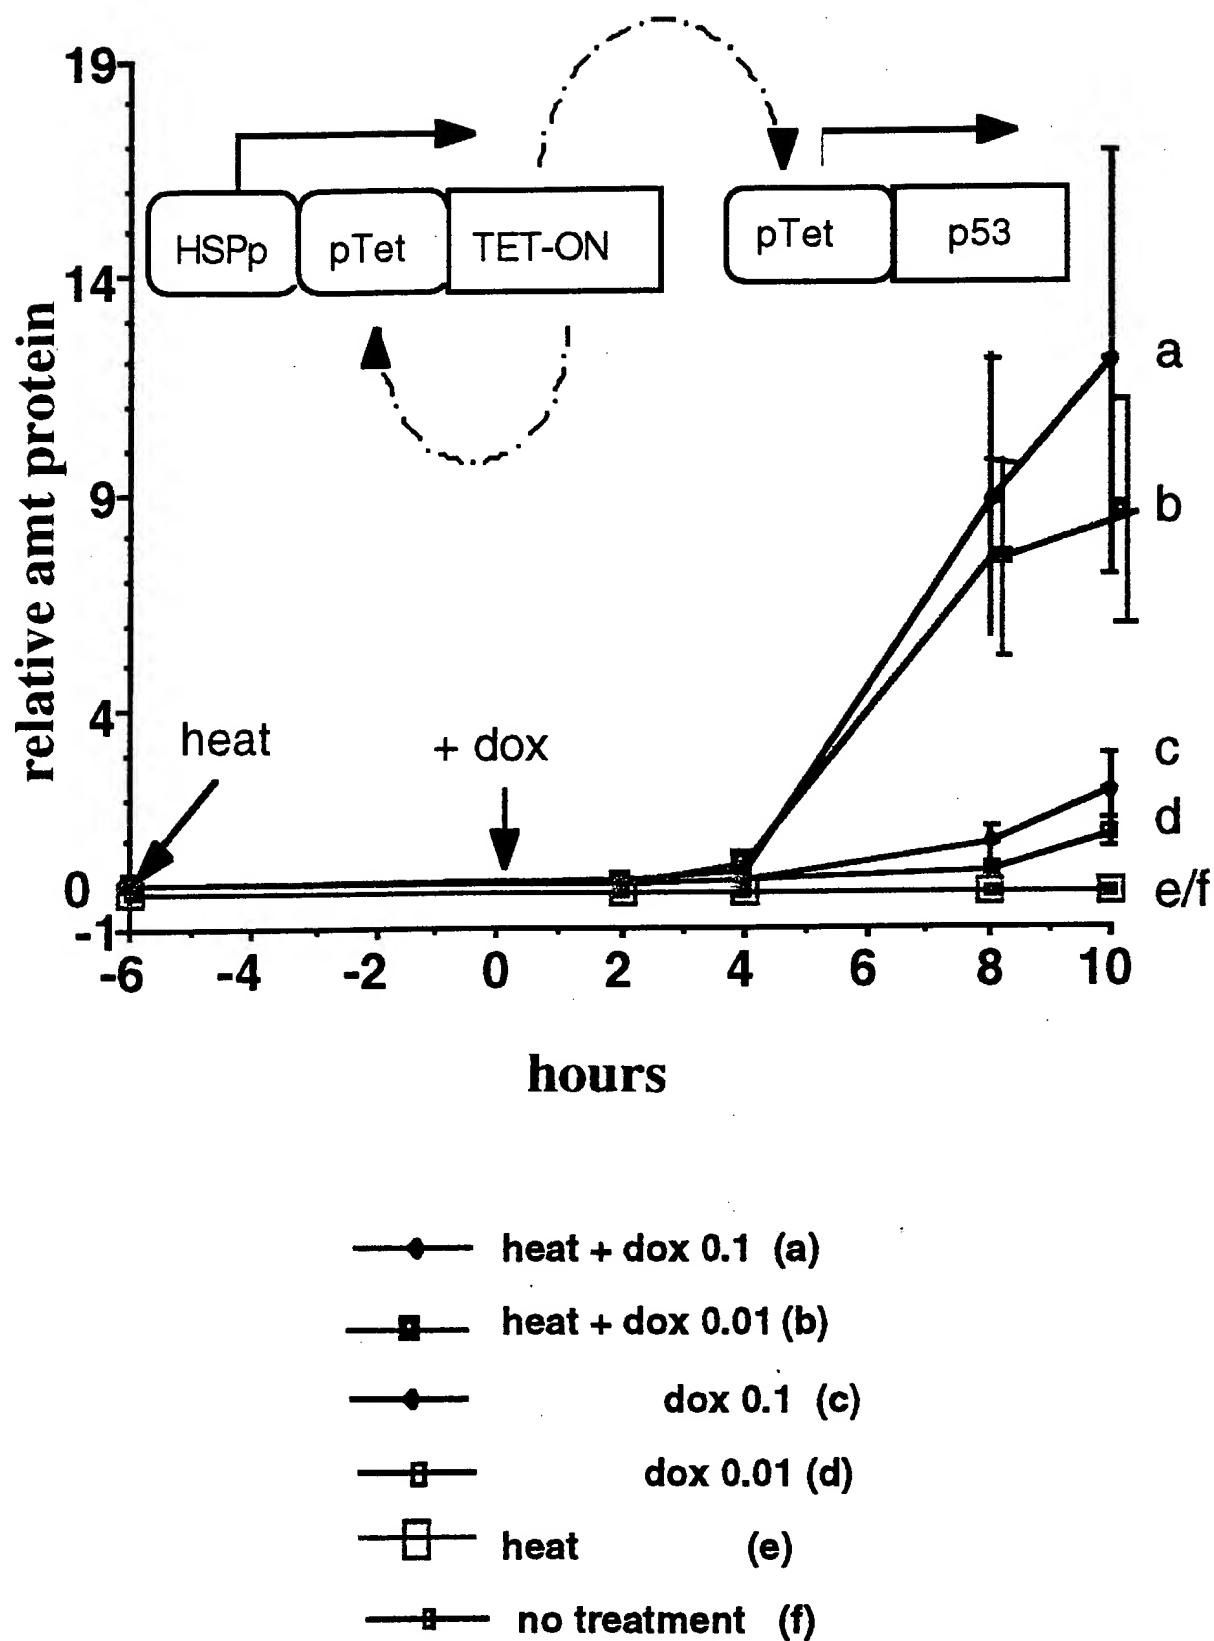 19
HSPp pTet TET-ON
pTet p53
14
relative amt protein
a
9
b
4
heat
+ dox
c
d
0
e/f
-1
-6 -4 -2 0 2 4 6 8 10
hours
heat + dox 0.1 (a)
heat + dox 0.01 (b)
dox 0.1 (c)
dox 0.01 (d)
heat (e)
no treatment (f)